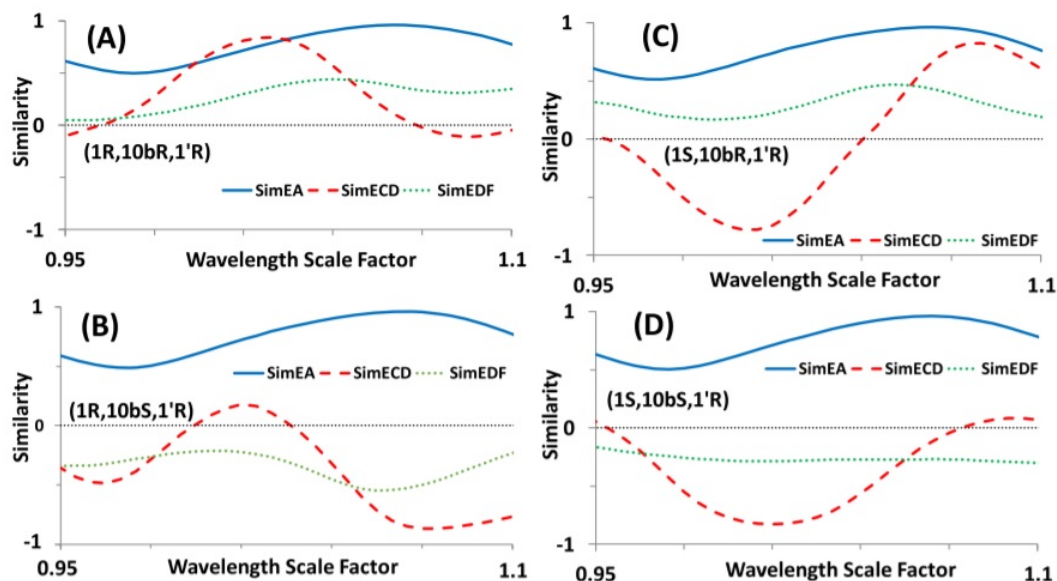 1
(A)
Similarity
0
(1R,10bR,1'R)
SimEA SimECD SimEDF
-1
0.95
Wavelength Scale Factor
1.1
1
(C)
Similarity
0
(1S,10bR,1'R)
SimEA SimECD SimEDF
-1
0.95
Wavelength Scale Factor
1.1
1
(B)
Similarity
SimEA SimECD SimEDF
(1R,10bS,1'R)
0
-1
0.95
Wavelength Scale Factor
1.1
1
(D)
Similarity
SimEA SimECD SimEDF
(1S,10bS,1'R)
0
-1
0.95
Wavelength Scale Factor
1.1